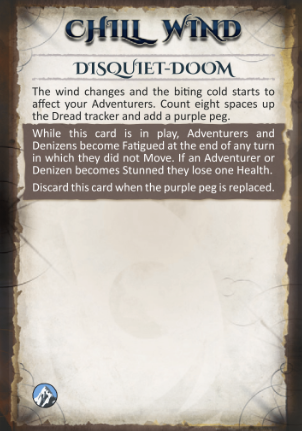 CHILL WIND
DISQUIET-DOOM
The wind changes and the biting cold starts to
affect your Adventurers. Count eight spaces up
the Dread tracker and add a purple peg.
While this card is in play, Adventurers and
Denizens become Fatigued at the end of any turn
in which they did not Move. If an Adventurer or
Denizen becomes Stunned they lose one Health.
Discard this card when the purple peg is replaced.